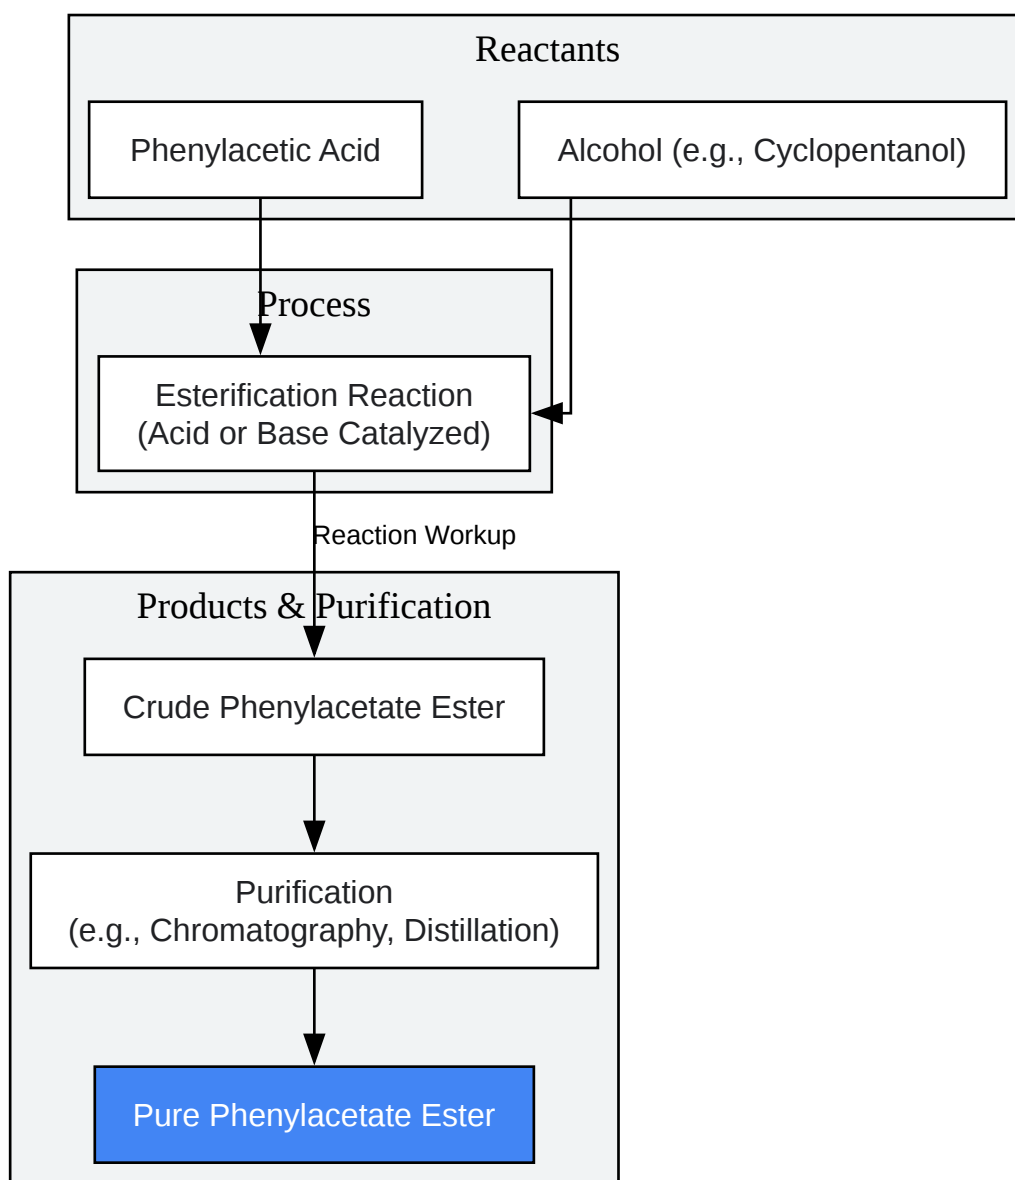 Reactants
Phenylacetic Acid
Alcohol (e.g., Cyclopentanol)
Process
Esterification Reaction
(Acid or Base Catalyzed)
Reaction Workup
Products & Purification
Crude Phenylacetate Ester
Purification
(e.g., Chromatography, Distillation)
Pure Phenylacetate Ester